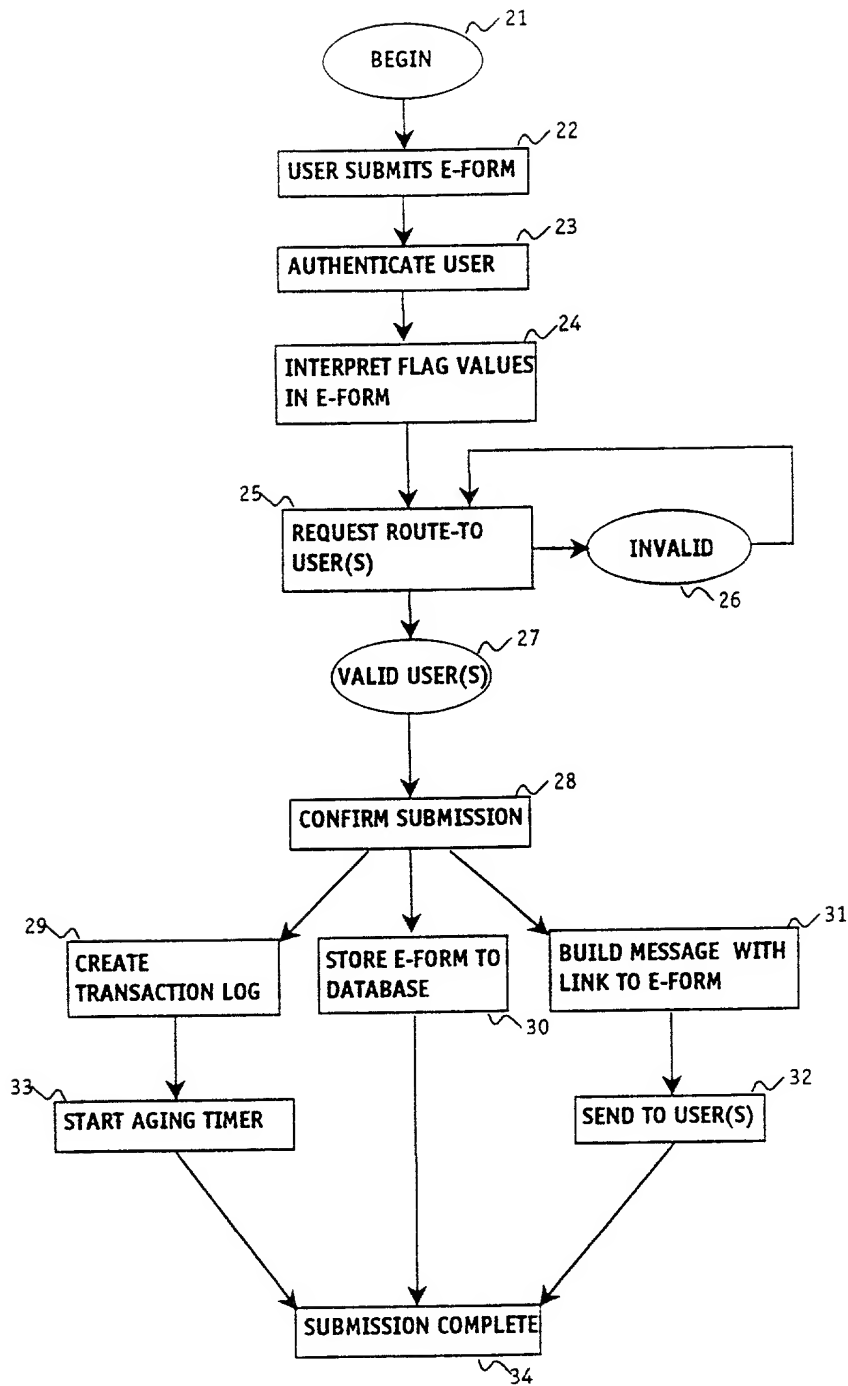 21
BEGIN
22
USER SUBMITS E-FORM
23
AUTHENTICATE USER
24
INTERPRET FLAG VALUES
IN E-FORM
25
REQUEST ROUTE-TO
USER(S)
INVALID
26
27
VALID USER(S)
28
CONFIRM SUBMISSION
29
CREATE
TRANSACTION LOG
STORE E-FORM TO
DATABASE
30
31
BUILD MESSAGE WITH
LINK TO E-FORM
33
START AGING TIMER
32
SEND TO USER(S)
SUBMISSION COMPLETE
34